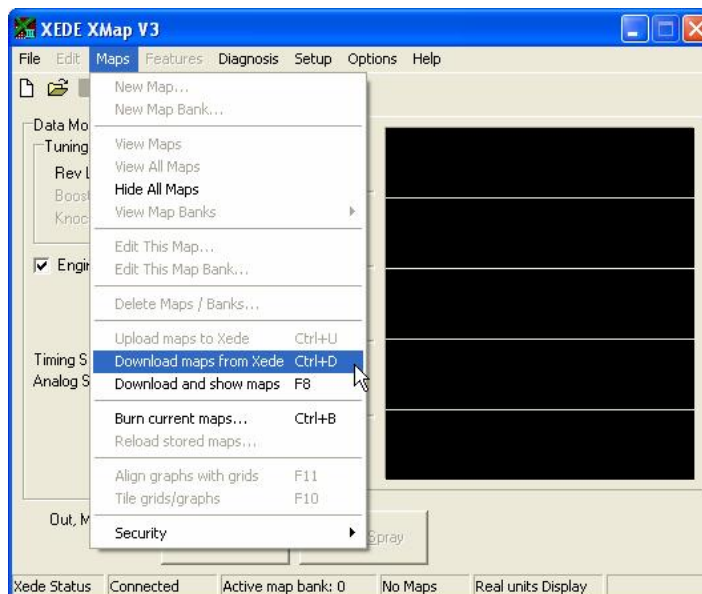 XEDE XMap V3
File Edit Maps Features Diagnosis Setup Options Help
New Map...
New Map Bank...
Data Mo
Tuning
View Maps
Rev L
View All Maps
Boost
Hide All Maps
Knoc
View Map Banks
Edit This Map...
Engin
Edit This Map Bank...
Delete Maps / Banks...
Upload maps to Xede Ctrl+U
Timing S
Download maps from Xede Ctrl+D
Analog S
Download and show maps F8
Burn current maps... Ctrl+B
Reload stored maps...
Align graphs with grids F11
Tile grids/graphs F10
Out, M
Security
Spray
Xede Status Connected Active map bank: 0 No Maps Real units Display